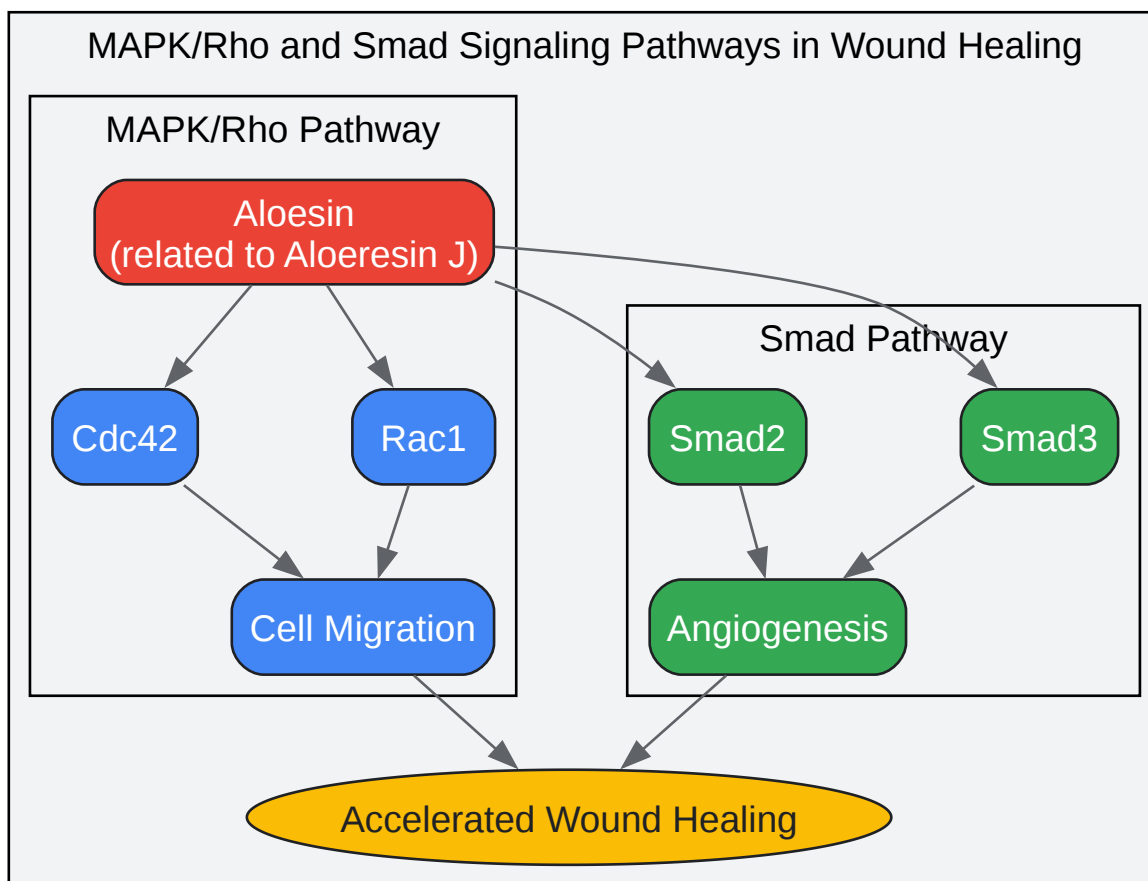 MAPK/Rho and Smad Signaling Pathways in Wound Healing
MAPK/Rho Pathway
Aloesin
(related to Aloeresin J)
Smad Pathway
Cdc42
Rac1
Smad2
Smad3
Cell Migration
Angiogenesis
Accelerated Wound Healing